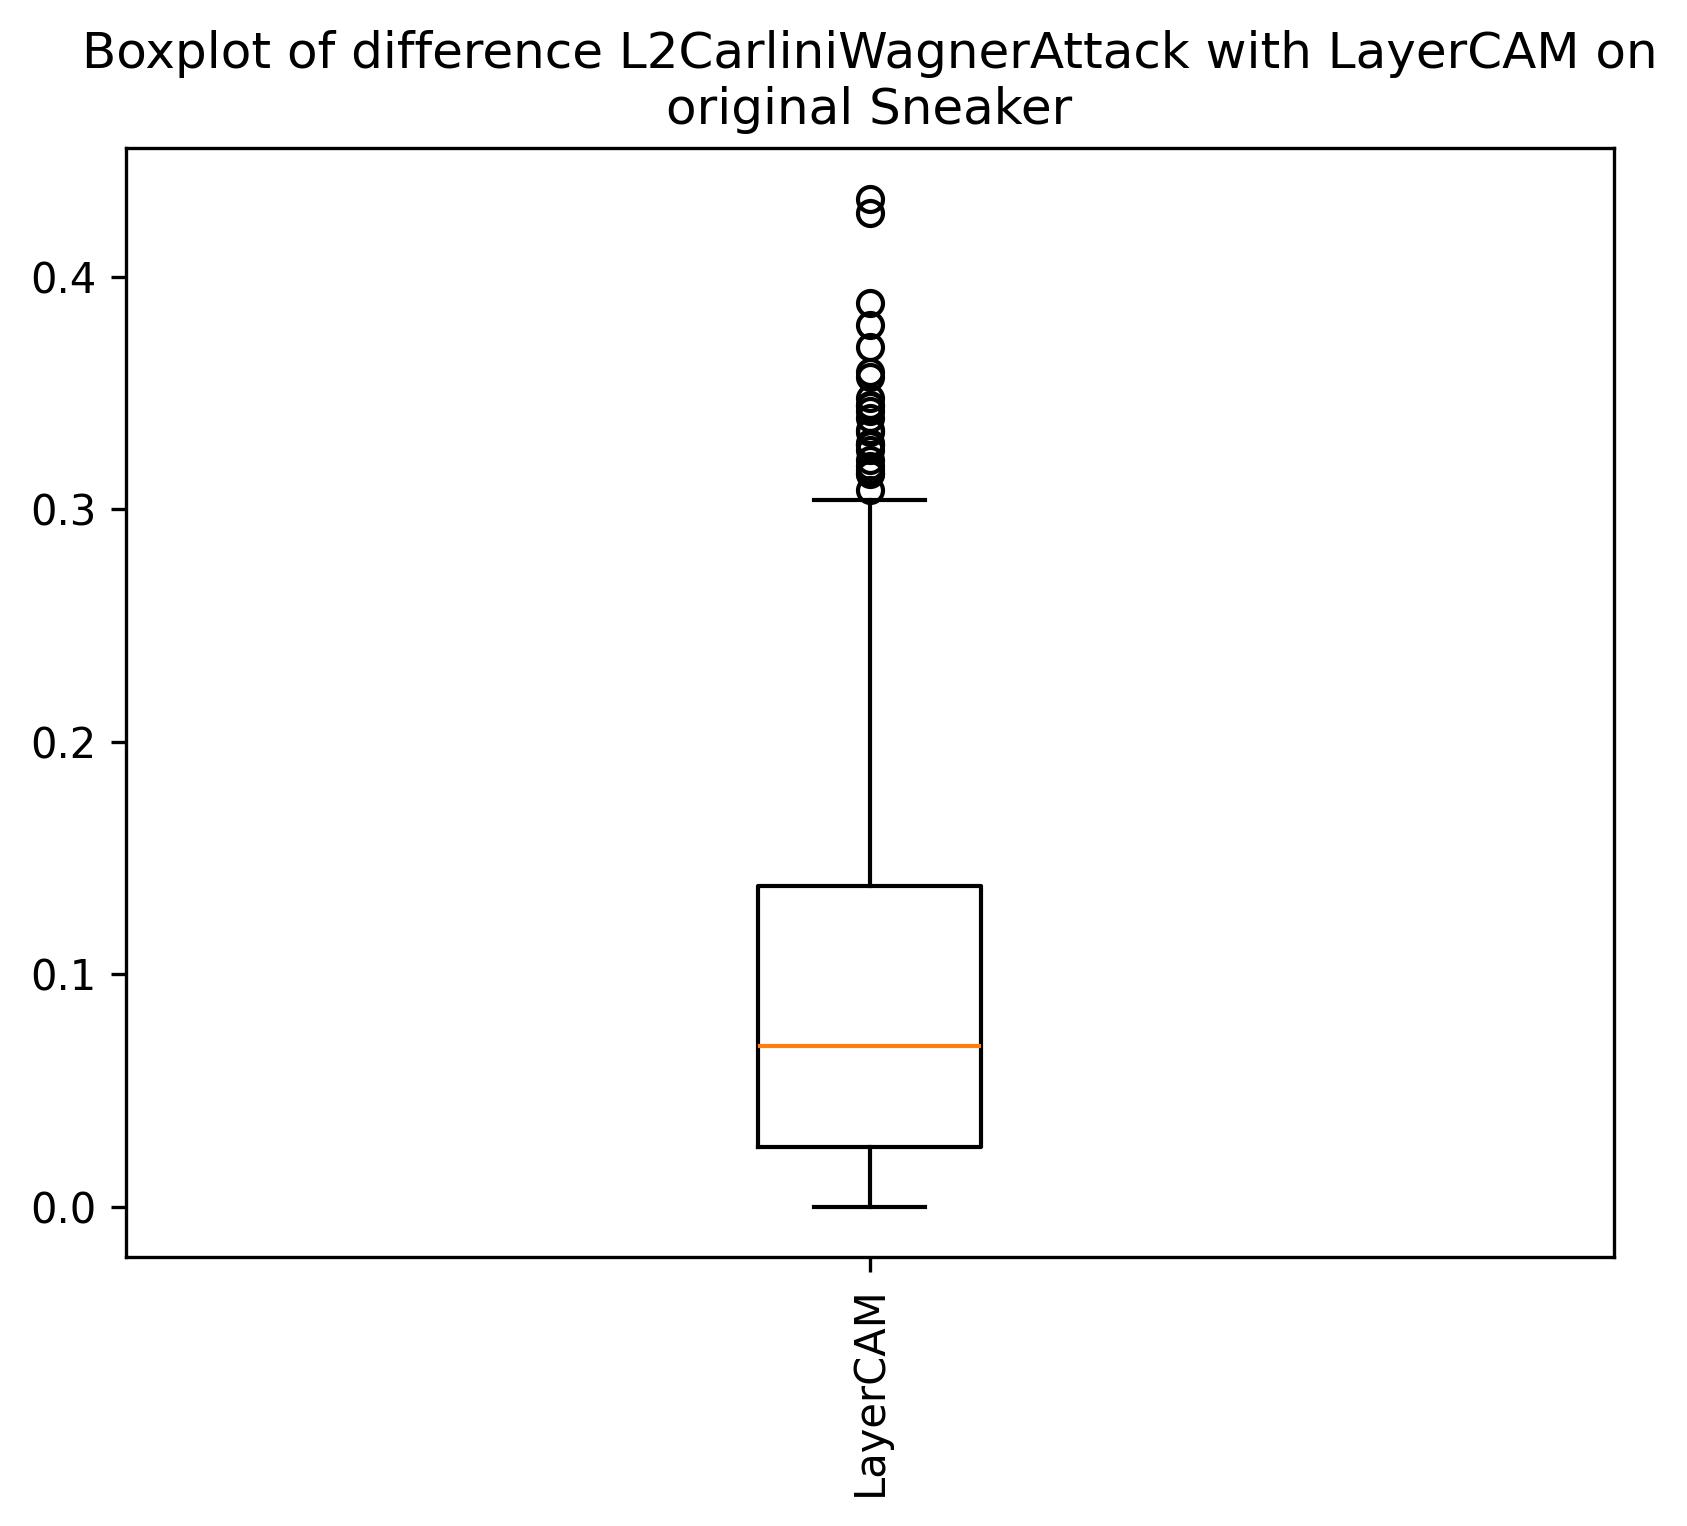 Boxplot of difference L2CarliniWagnerAttack with LayerCAM on
original Sneaker
0.4
0.3
0.2
0.1
0.0
LayerCAM